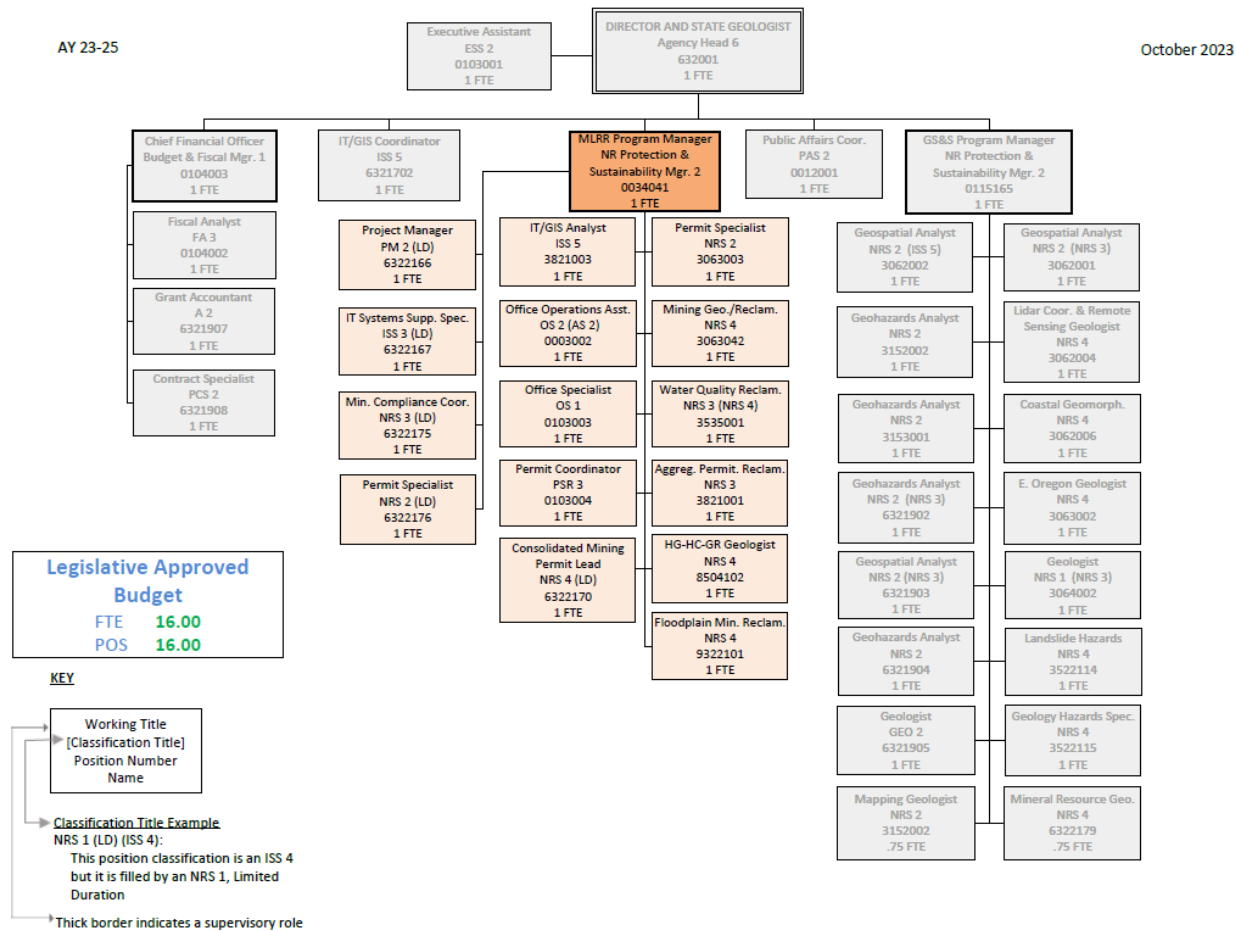 AY 23-25
October 2023
Executive Assistant
ESS 2
0103001
1 FTE
DIRECTOR AND STATE GEOLOGIST
Agency Head 6
632001
1 FTE
Chief Financial Officer
Budget & Fiscal Mgr. 1
0104003
1 FTE
IT/GIS Coordinator
ISS 5
6321702
1 FTE
MLRR Program Manager
NR Protection &
Sustainability Mgr. 2
0034041
1 FTE
Public Affairs Coor.
PAS 2
0012001
1 FTE
GS&S Program Manager
NR Protection &
Sustainability Mgr. 2
0115165
1 FTE
Fiscal Analyst
FA 3
0104002
1 FTE
Grant Accountant
A 2
6321907
1 FTE
Contract Specialist
PCS 2
6321908
1 FTE
Project Manager
PM 2 (LD)
6322166
1 FTE
IT Systems Supp. Spec.
ISS 3 (LD)
6322167
1 FTE
Min. Compliance Coor.
NRS 3 (LD)
6322175
1 FTE
Permit Specialist
NRS 2 (LD)
6322176
1 FTE
IT/GIS Analyst
ISS 5
3821003
1 FTE
Office Operations Asst.
OS 2 (AS 2)
0003002
1 FTE
Office Specialist
OS 1
0103003
1 FTE
Permit Coordinator
PSR 3
0103004
1 FTE
Consolidated Mining
Permit Lead
NRS 4 (LD)
6322170
1 FTE
Permit Specialist
NRS 2
3063003
1 FTE
Mining Geo./Reclam.
NRS 4
3063042
1 FTE
Water Quality Reclam.
NRS 3 (NRS 4)
3535001
1 FTE
Aggreg. Permit. Reclam.
NRS 3
3821001
1 FTE
HG-HC-GR Geologist
NRS 4
8504102
1 FTE
Floodplain Min. Reclam.
NRS 4
9322101
1 FTE
Geospatial Analyst
NRS 2 (ISS 5)
3062002
1 FTE
Geohazards Analyst
NRS 2
3152002
1 FTE
Geohazards Analyst
NRS 2
3153001
1 FTE
Geohazards Analyst
NRS 2 (NRS 3)
6321902
1 FTE
Geospatial Analyst
NRS 2 (NRS 3)
6321903
1 FTE
Geohazards Analyst
NRS 2
6321904
1 FTE
Geologist
GEO 2
6321905
1 FTE
Mapping Geologist
NRS 2
3152002
.75 FTE
Geospatial Analyst
NRS 2 (NRS 3)
3062001
1 FTE
Lidar Coor. & Remote
Sensing Geologist
NRS 4
3062004
1 FTE
Coastal Geomorph.
NRS 4
3062006
1 FTE
E. Oregon Geologist
NRS 4
3063002
1 FTE
Geologist
NRS 1 (NRS 3)
3064002
1 FTE
Landslide Hazards
NRS 4
3522114
1 FTE
Geology Hazards Spec.
NRS 4
3522115
1 FTE
Mineral Resource Geo.
NRS 4
6322179
.75 FTE
Legislative Approved
Budget
FTE 16.00
POS 16.00
KEY
Working Title
[Classification Title]
Position Number
Name
Classification Title Example
NRS 1 (LD) (ISS 4):
This position classification is an ISS 4
but it is filled by an NRS 1, Limited
Duration
Thick border indicates a supervisory role